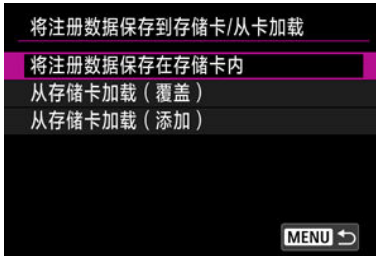 将注册数据保存到存储卡/从卡加载
将注册数据保存在存储卡内
从存储卡加载（覆盖）
从存储卡加载（添加）
MENU